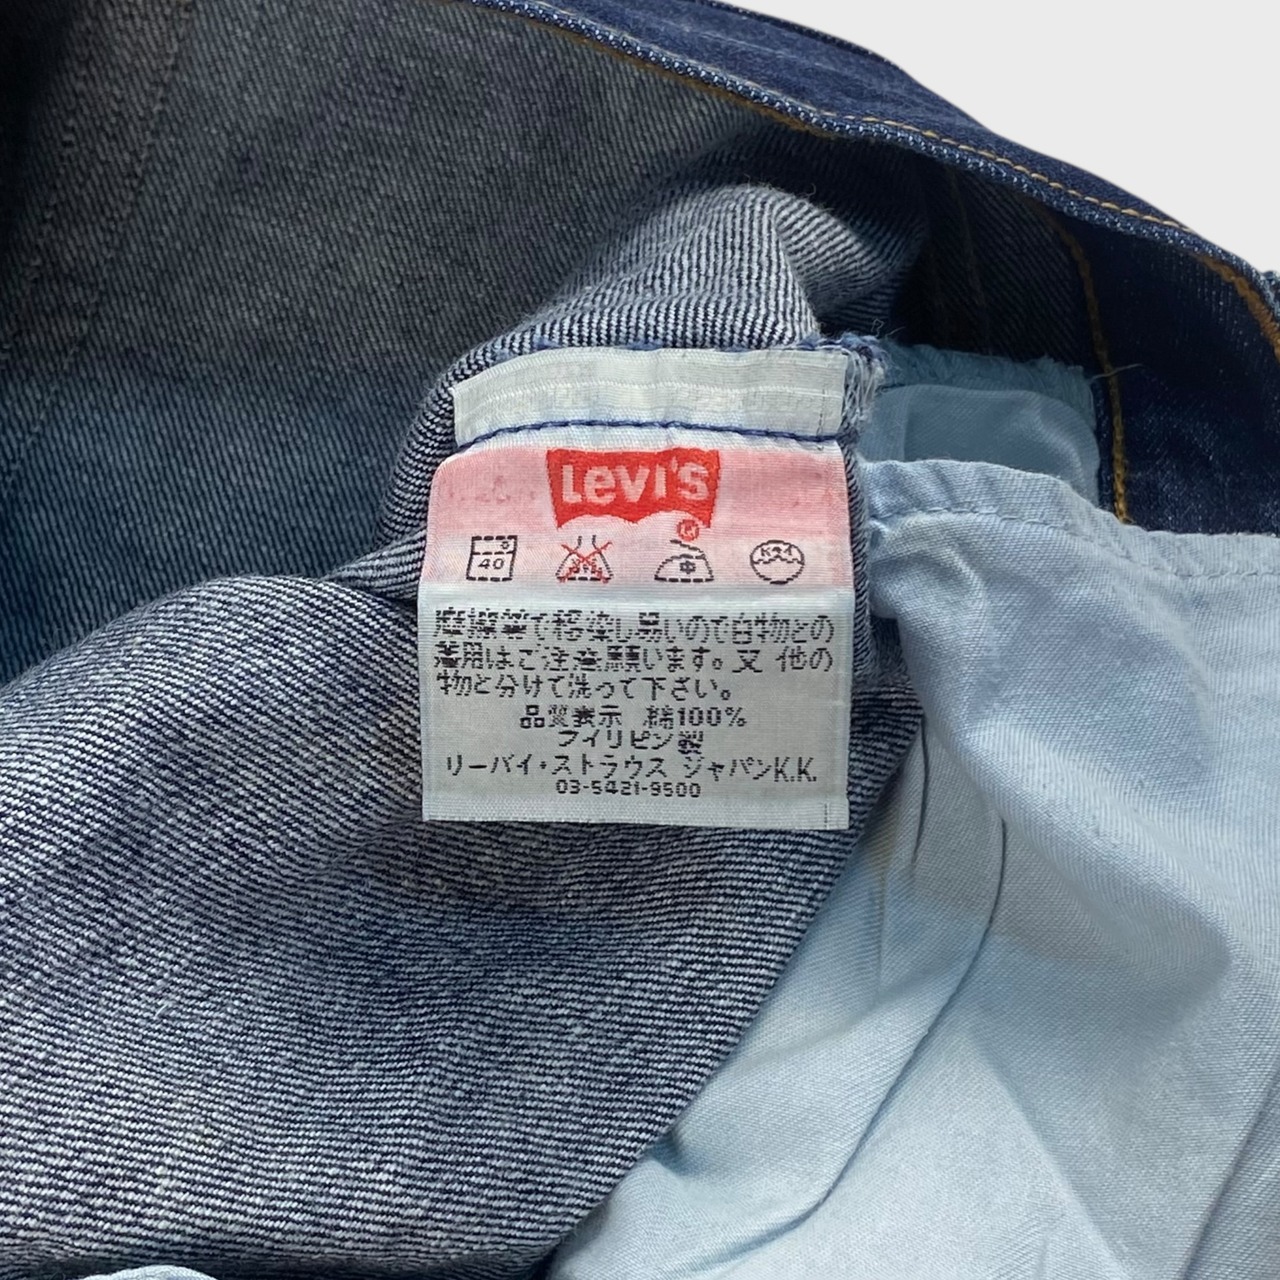 Levi's
®
40
摩擦等で移染し易いので白物との
着用はご注意願います。又 他の
物と分けて洗って下さい。
品質表示 綿100%
フィリピン製
リーバイ・ストラウス ジャパンK.K.
03-5421-9500